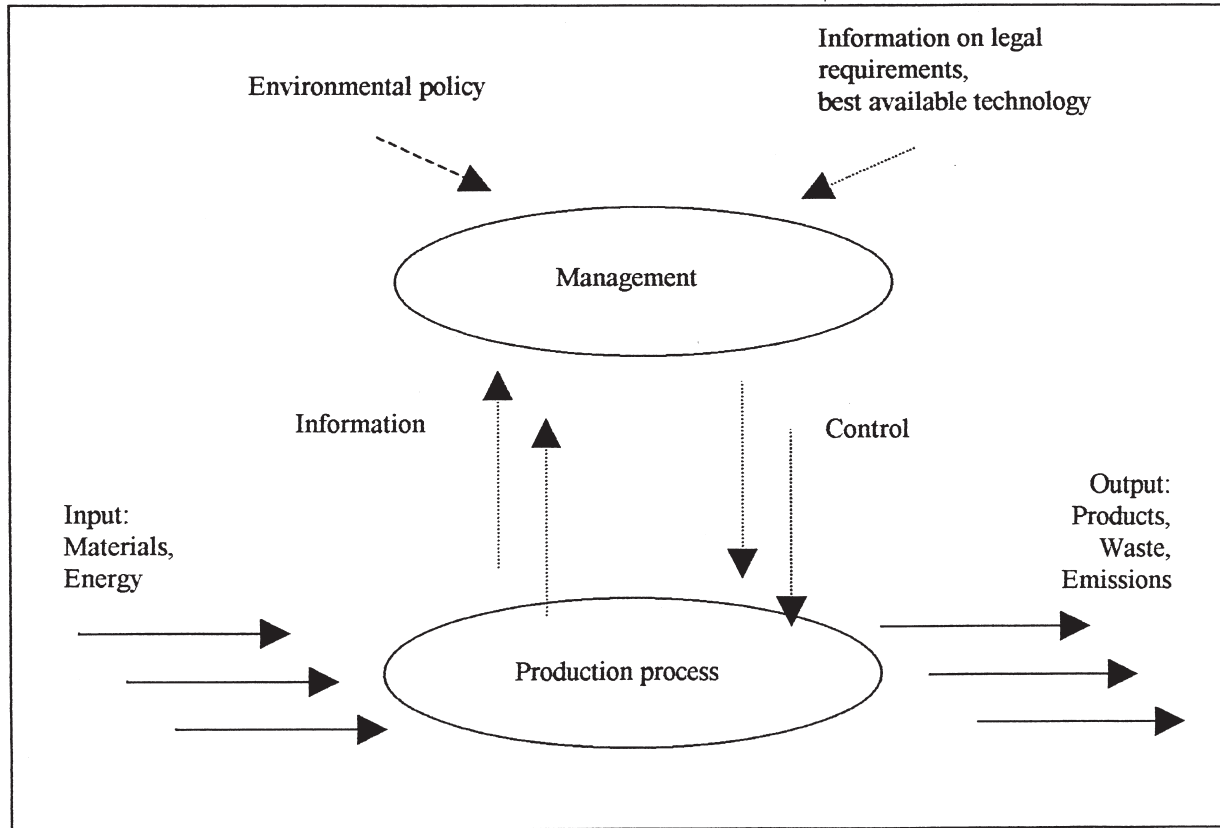 Environmental policy
Information on legal
requirements,
best available technology
Management
Information
Control
Input:
Materials,
Energy
Output:
Products,
Waste,
Emissions
Production process